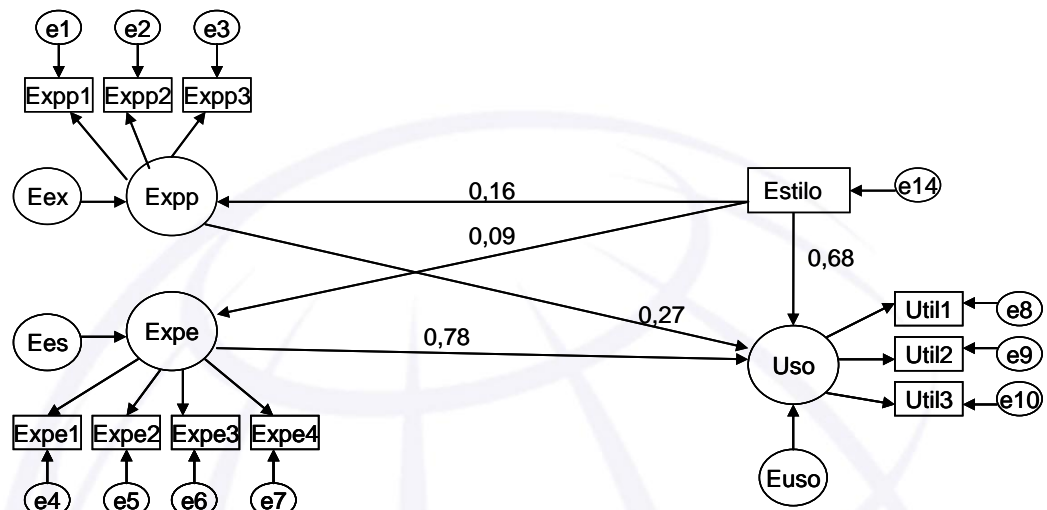 e1 e2 e3
Expp1 Expp2 Expp3
Eex Expp 0,16 Estilo e14
0,09
0,68
Ees Expe 0,78 0,27 Uso
Util1 e8
Util2 e9
Util3 e10
Expe1 Expe2 Expe3 Expe4
e4 e5 e6 e7
Euso